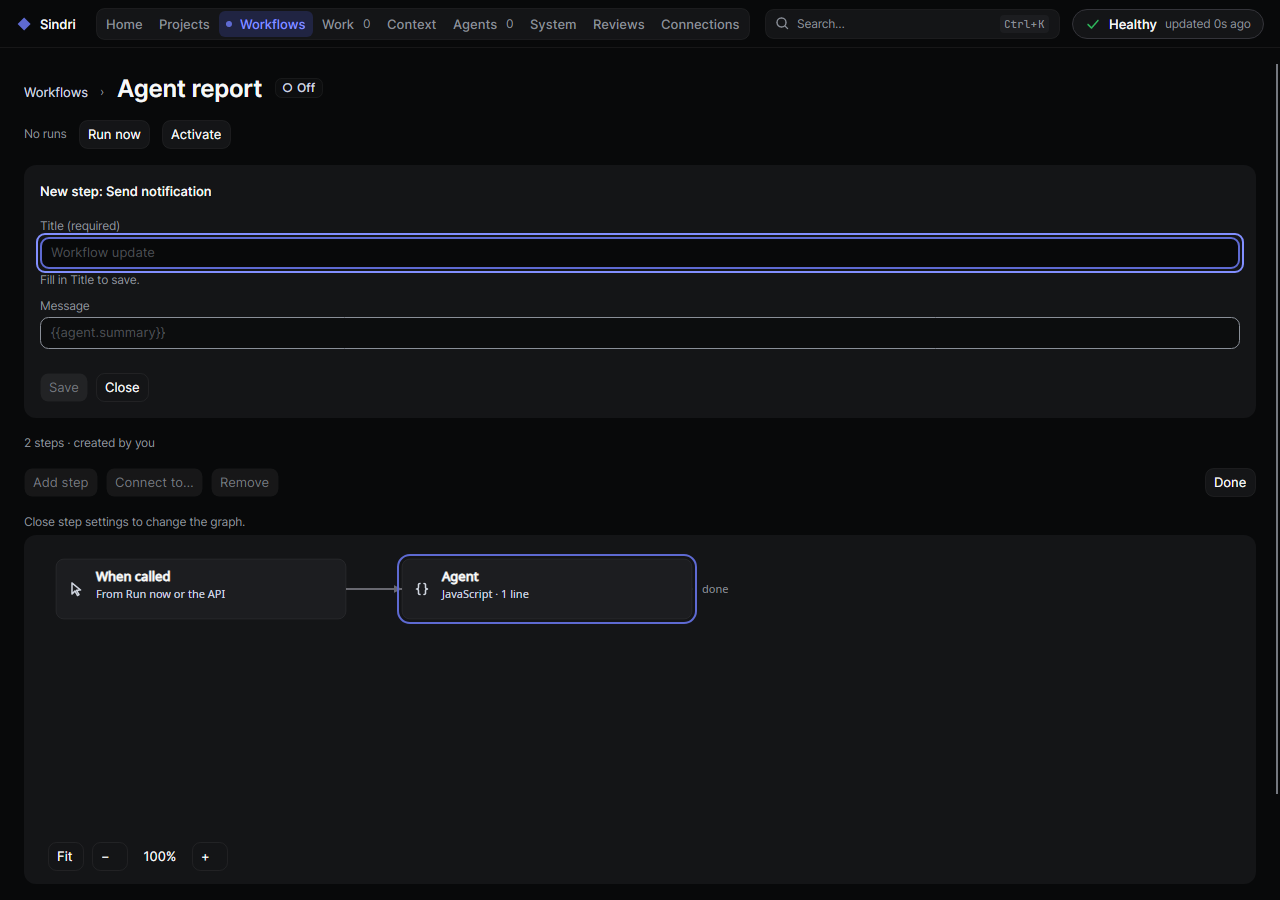 Sindri
Home Projects Workflows Work 0 Context Agents 0 System Reviews Connections
Search... Ctrl+K
Healthy updated 0s ago
Workflows › Agent report Off
No runs Run now Activate
New step: Send notification
Title (required)
Workflow update
Fill in Title to save.
Message
{{agent.summary}}
Save Close
2 steps · created by you
Add step Connect to... Remove Done
Close step settings to change the graph.
When called
From Run now or the API
{} Agent
JavaScript · 1 line
done
Fit − 100% +